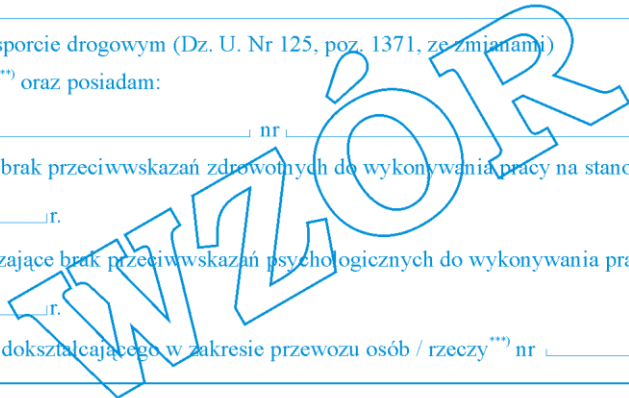 sporcie drogowym (Dz. U. Nr 125, poz. 1371, ze zmianami)
***) oraz posiadam:
nr
brak przeciwwskazań zdrowotnych do wykonywania pracy na stano
r.
zające brak przeciwwskazań psychologicznych do wykonywania pra
r.
dokształcającego w zakresie przewozu osób / rzeczy***) nr
WZÓR